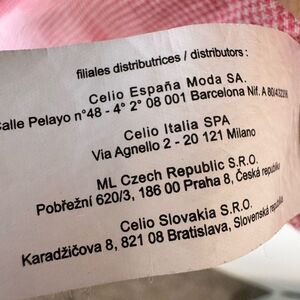 filiales distributrices / distributors :
Celio España Moda SA.
Calle Pelayo n°48 - 4° 2° 08 001 Barcelona Nif. A
Celio Italia SPA
Via Agnello 2 - 20 121 Milano
ML Czech Republic S.R.O.
Pobřežní 620/3, 186 00 Praha 8, Česká republika
Celio Slovakia S.R.O.
Karadžičova 8, 821 08 Bratislava, Slovenská republika